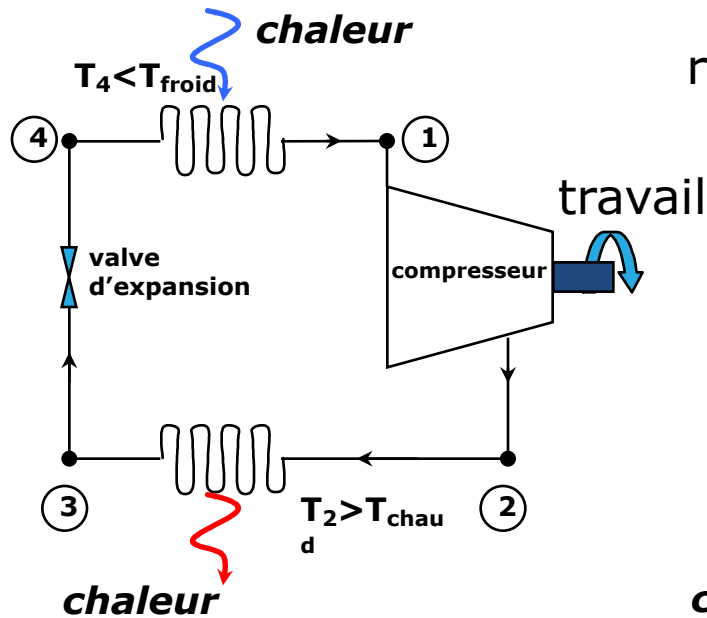 chaleur
T4<Tfroid
r
4
1
travail
valve
d'expansion
compresseur
3
T2>Tchau
d
2
chaleur
c